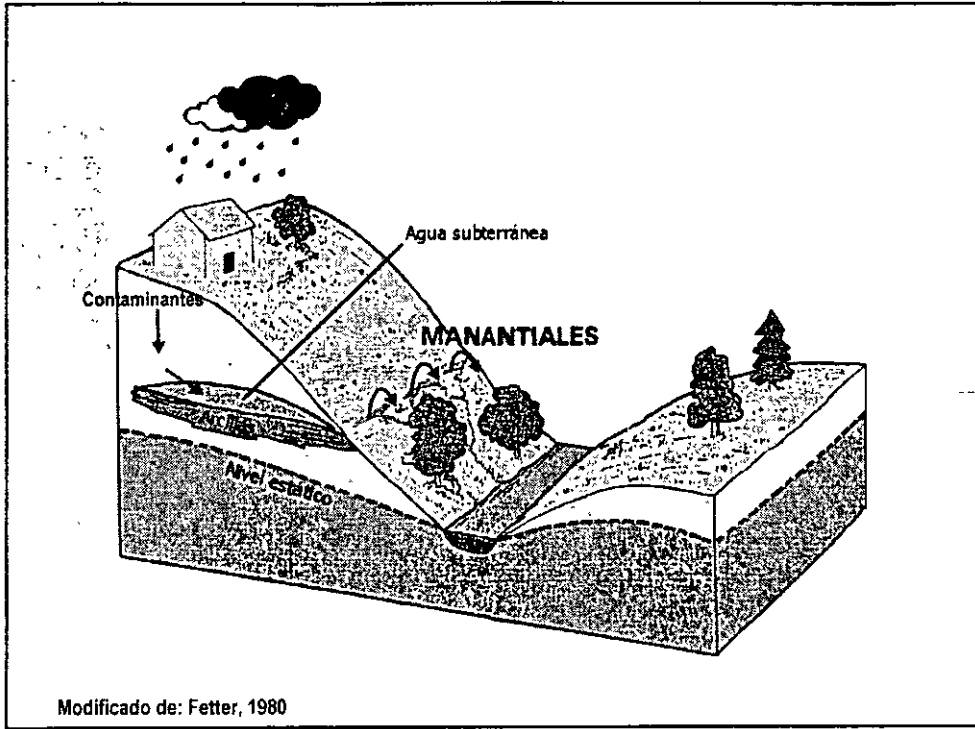 Agua subterránea
Contaminantes
MANANTIALES
Nivel estático
Modificado de: Fetter, 1980